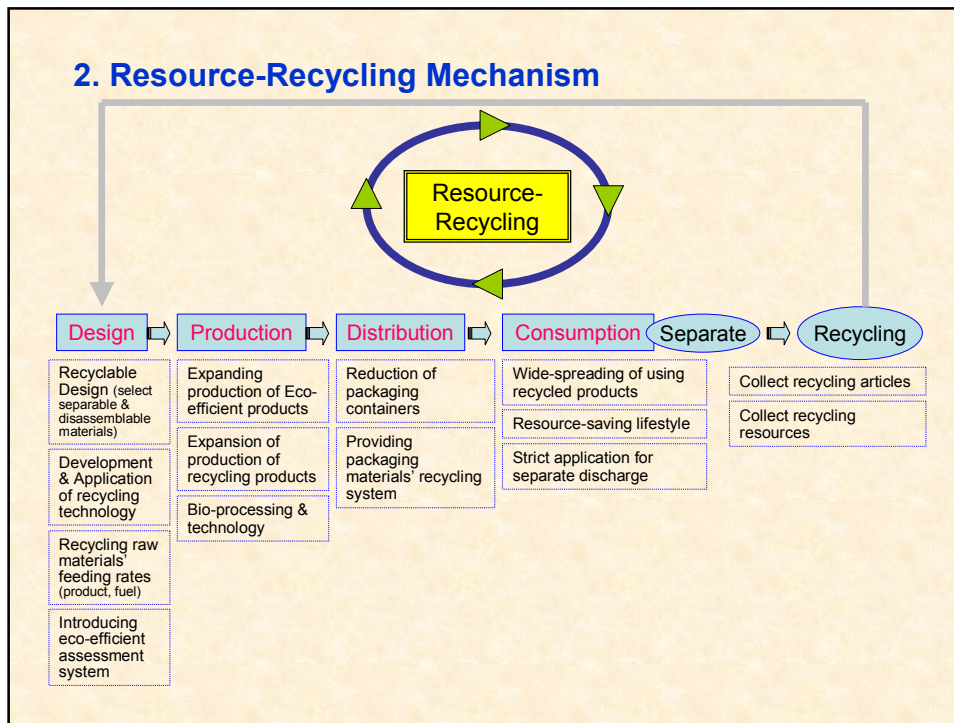 2. Resource-Recycling Mechanism
Resource-
Recycling
Design
Production
Distribution
Consumption
Separate
Recycling
Recyclable
Design (select
separable &
disassemblable
materials)
Development
& Application
of recycling
technology
Recycling raw
materials’
feeding rates
(product, fuel)
Introducing
eco-efficient
assessment
system
Expanding
production of Eco-
efficient products
Expansion of
production of
recycling products
Bio-processing &
technology
Reduction of
packaging
containers
Providing
packaging
materials’ recycling
system
Wide-spreading of using
recycled products
Resource-saving lifestyle
Strict application for
separate discharge
Collect recycling articles
Collect recycling
resources